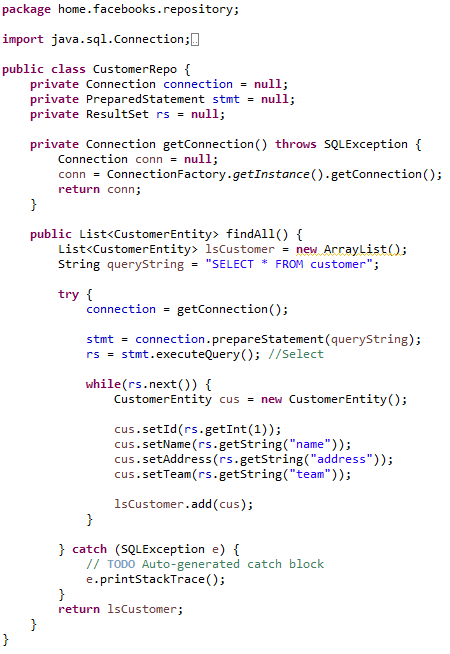 package home.facebooks.repository;
import java.sql.Connection;
public class CustomerRepo {
private Connection connection = null;
private PreparedStatement stmt = null;
private ResultSet rs = null;
private Connection getConnection() throws SQLException {
Connection conn = null;
conn = ConnectionFactory.getInstance().getConnection();
return conn;
}
public List<CustomerEntity> findAll() {
List<CustomerEntity> lsCustomer = new ArrayList();
String queryString = "SELECT * FROM customer";
try {
connection = getConnection();
stmt = connection.prepareStatement(queryString);
rs = stmt.executeQuery(); //Select
while(rs.next()) {
CustomerEntity cus = new CustomerEntity();
cus.setId(rs.getInt(1));
cus.setName(rs.getString("name"));
cus.setAddress(rs.getString("address"));
cus.setTeam(rs.getString("team"));
lsCustomer.add(cus);
}
} catch (SQLException e) {
// TODO Auto-generated catch block
e.printStackTrace();
}
return lsCustomer;
}
}